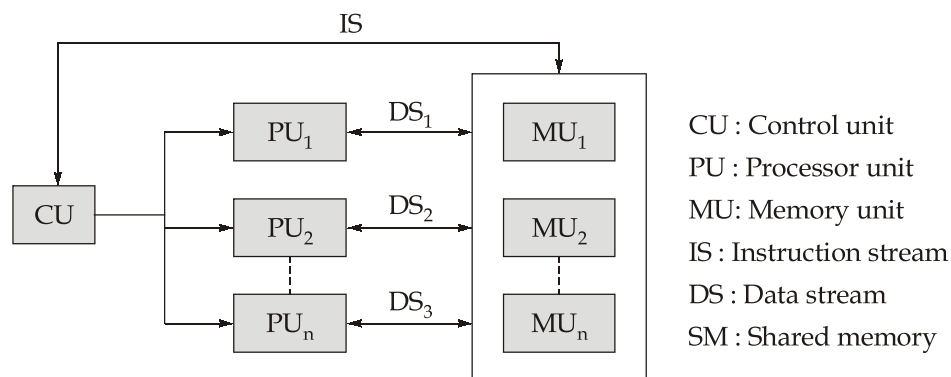 IS
PU₁ DS₁ MU₁
CU
PU₂ DS₂ MU₂
PUₙ DS₃ MUₙ
CU : Control unit
PU : Processor unit
MU: Memory unit
IS : Instruction stream
DS : Data stream
SM : Shared memory